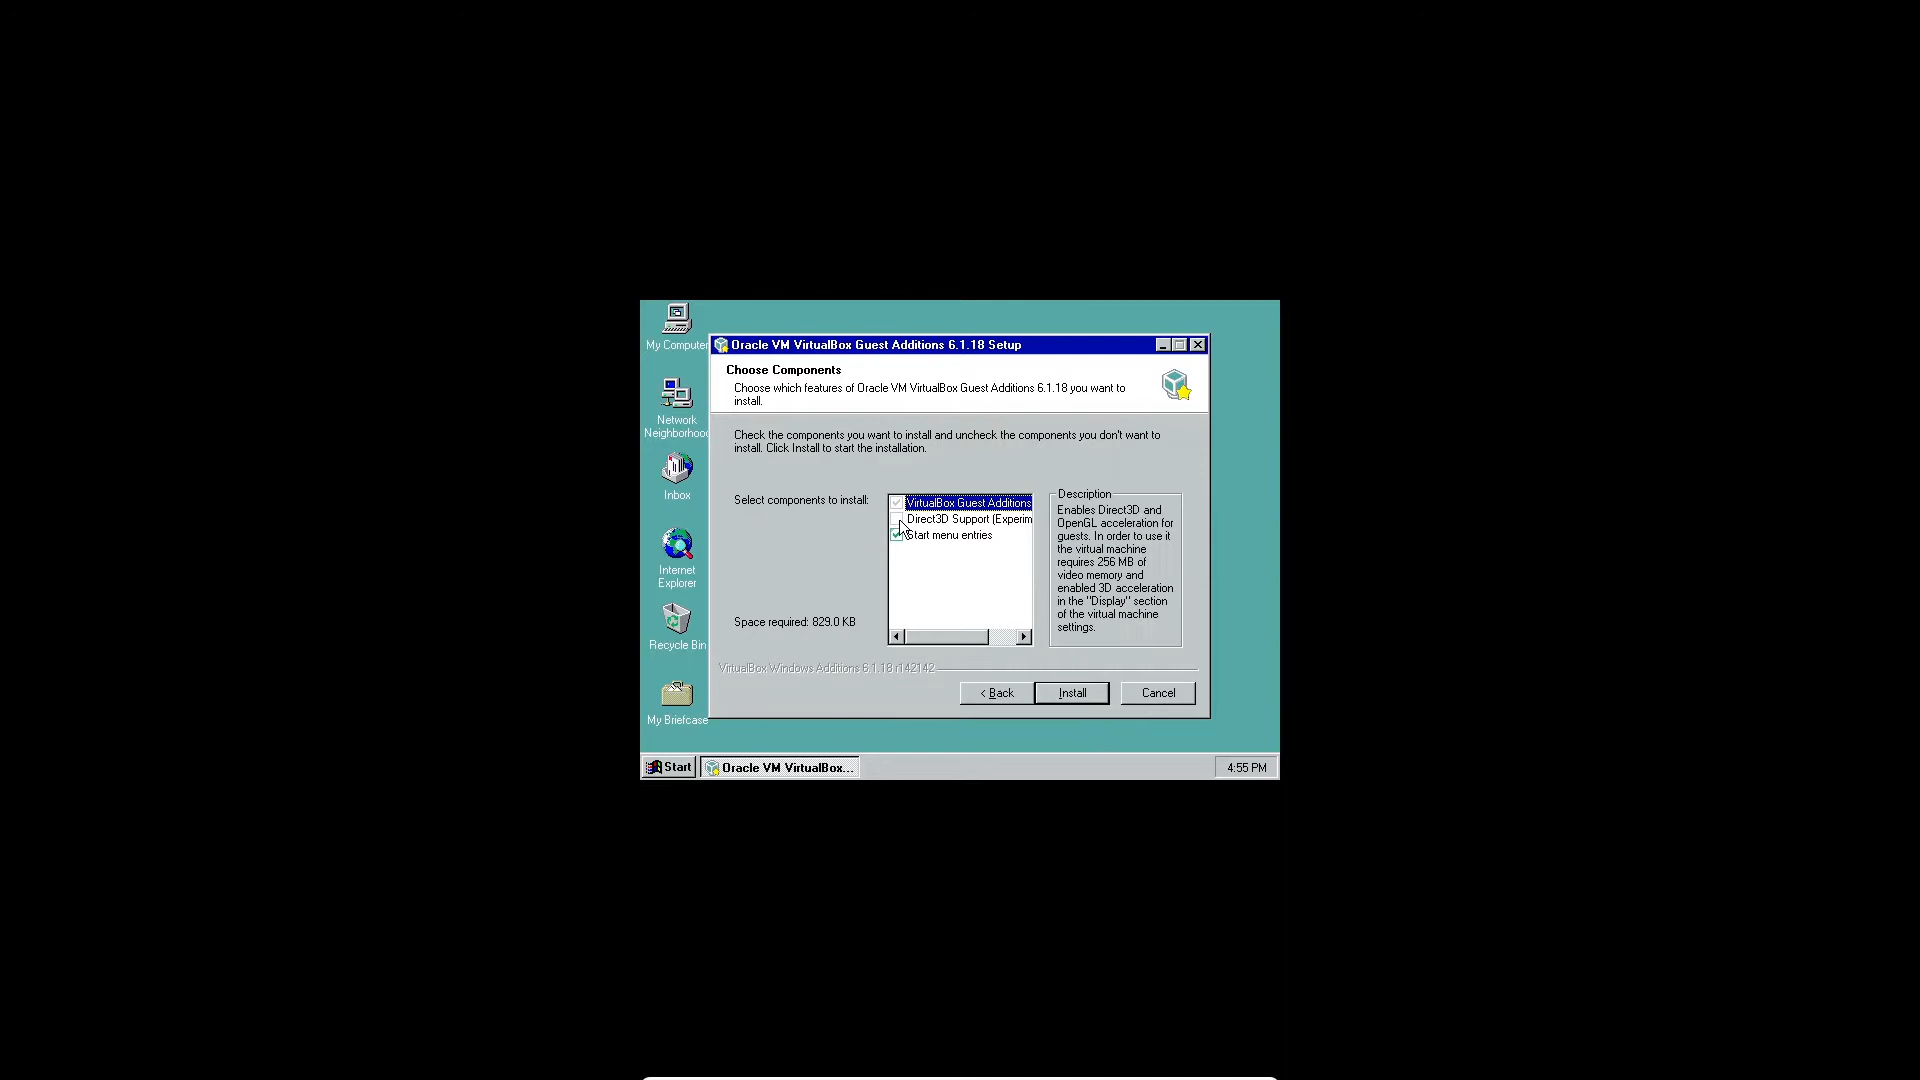 My Computer
Oracle VM VirtualBox Guest Additions 6.1.18 Setup
Choose Components
Choose which features of Oracle VM VirtualBox Guest Additions 6.1.18 you want to
install.
Network
Neighborhood
Check the components you want to install and uncheck the components you don't want to
install. Click Install to start the installation.
Inbox
Select components to install:
VirtualBox Guest Additions
Direct3D Support (Experim
Start menu entries
Description
Enables Direct3D and
OpenGL acceleration for
guests. In order to use it
the virtual machine
requires 256 MB of
video memory and
enabled 3D acceleration
in the "Display" section
of the virtual machine
settings.
Internet
Explorer
Space required: 829.0 KB
Recycle Bin
VirtualBox Windows Additions 6.1.18 r142142
< Back
Install
Cancel
My Briefcase
Start
Oracle VM VirtualBox...
4:55 PM